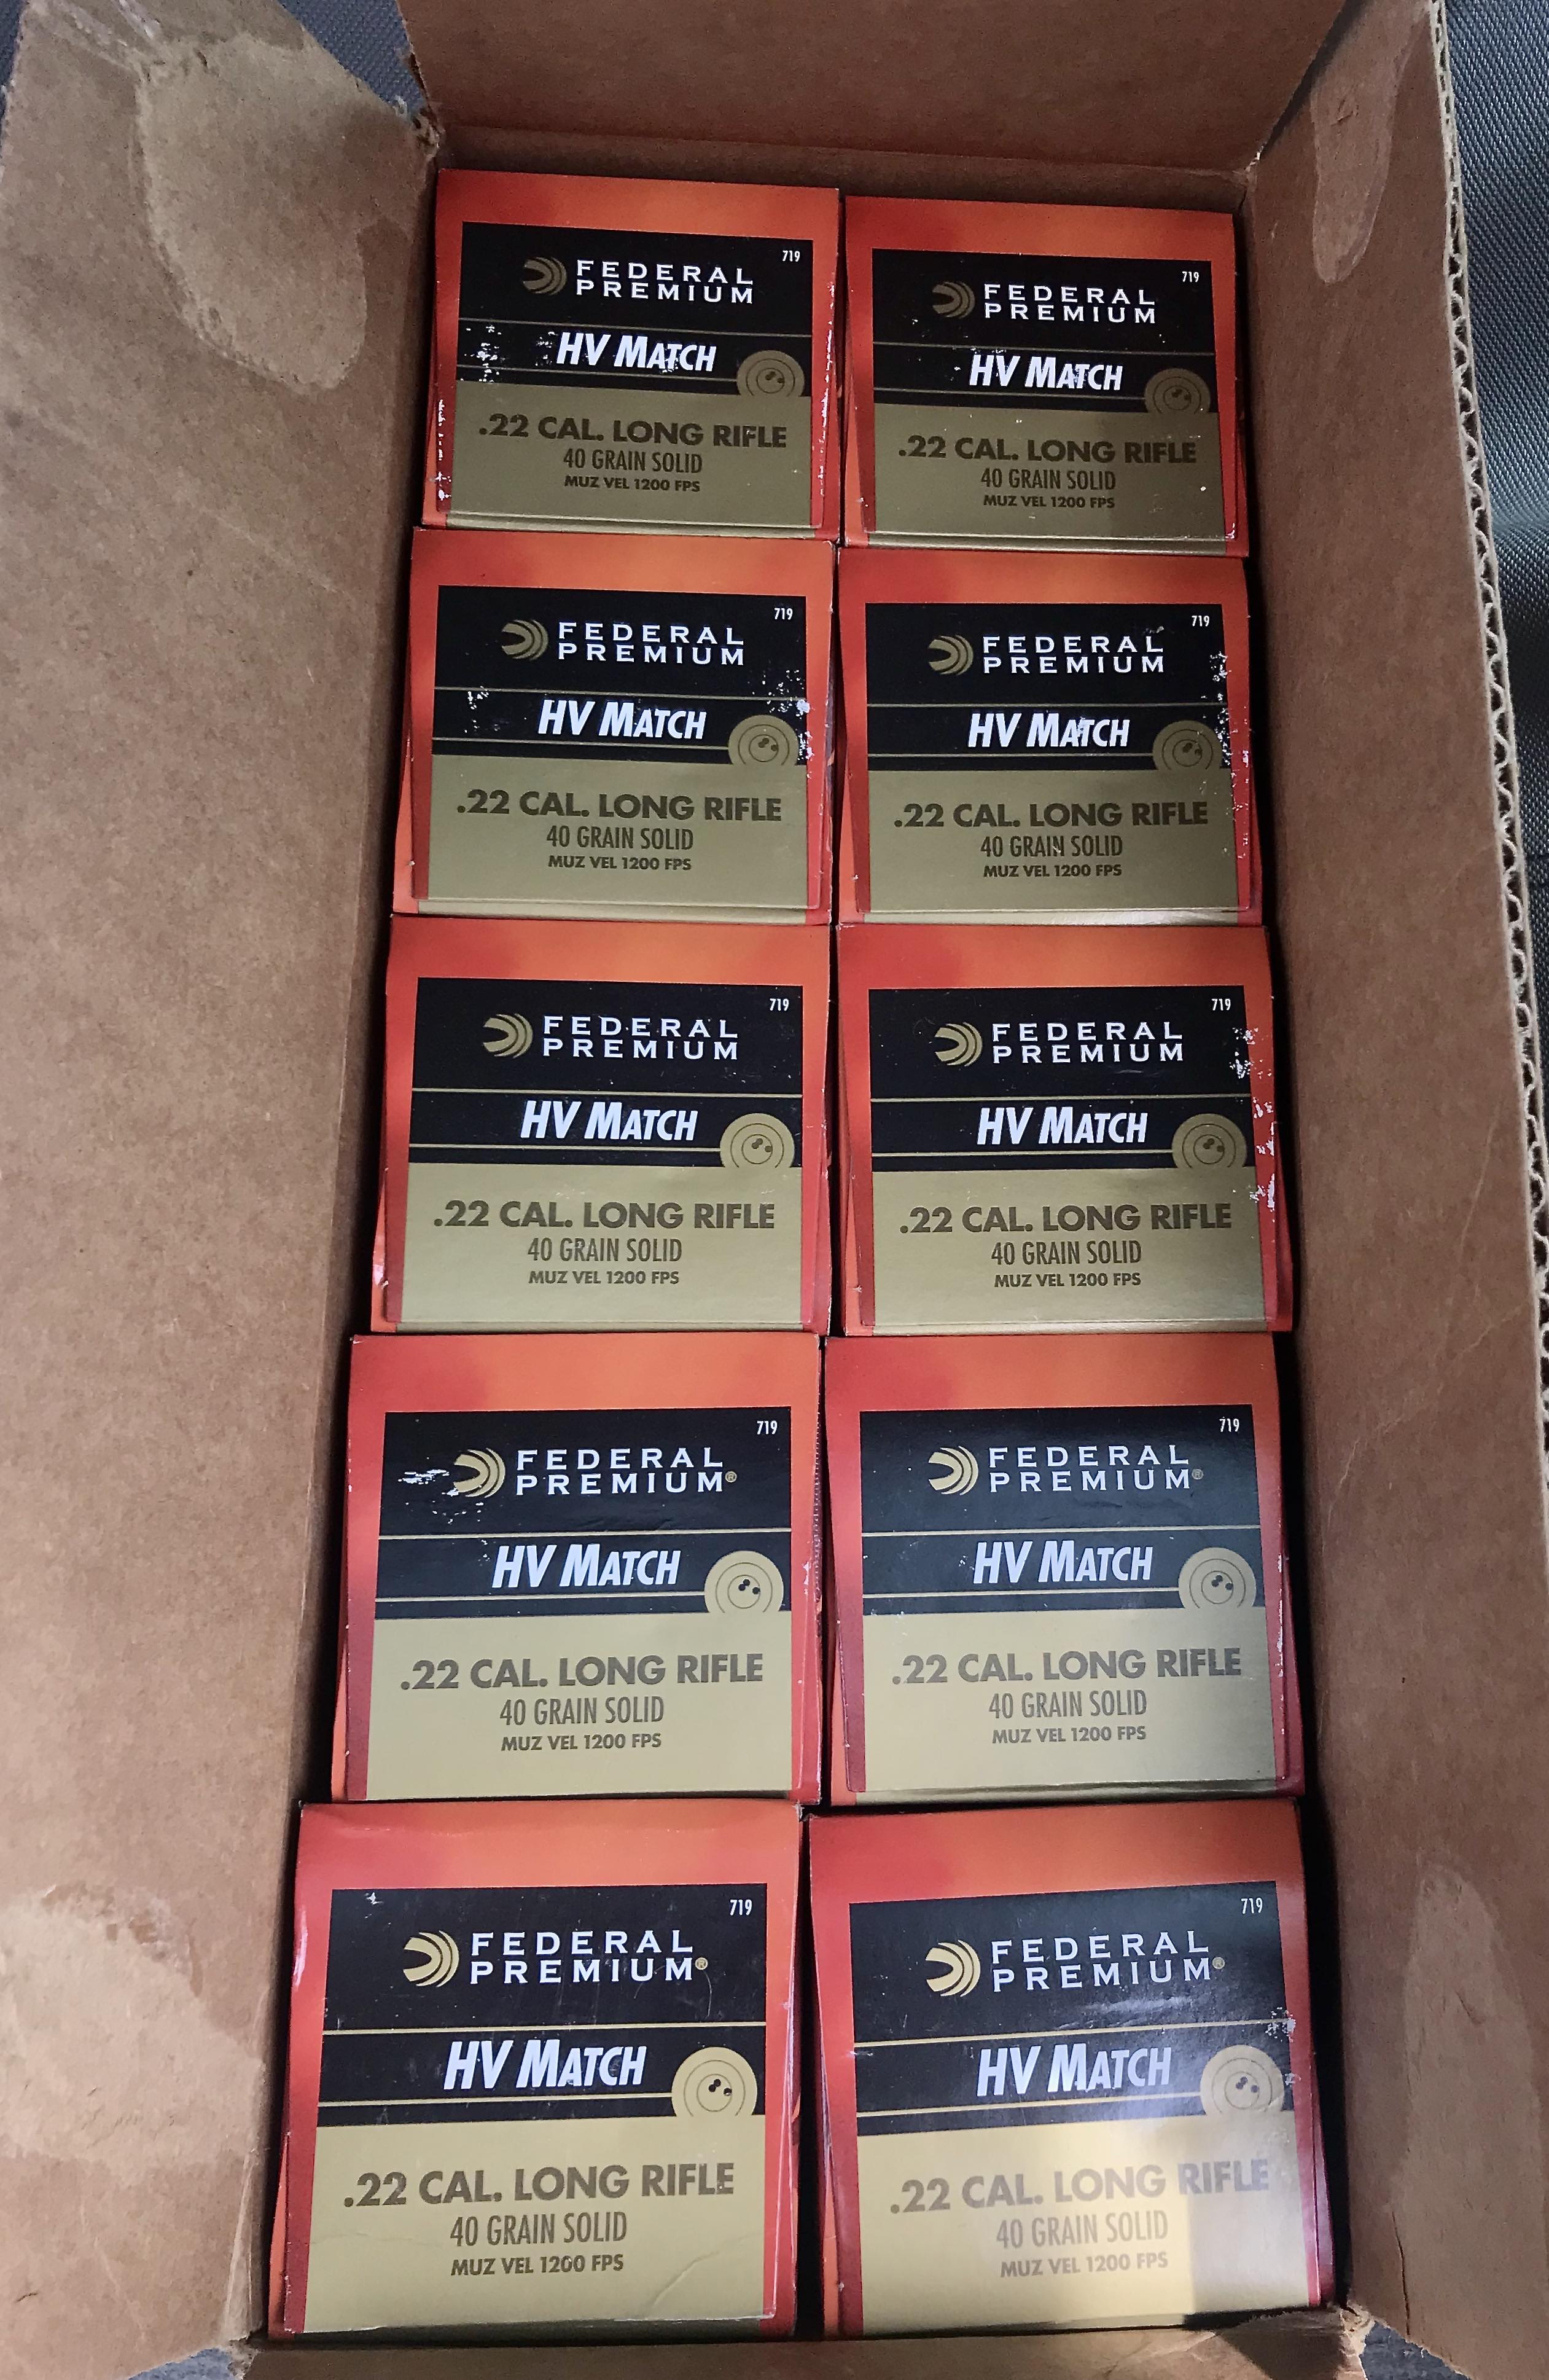 719
FEDERAL
PREMIUM
HV MATCH
.22 CAL. LONG RIFLE
40 GRAIN SOLID
MUZ VEL 1200 FPS
719
FEDERAL
PREMIUM
HV MATCH
.22 CAL. LONG RIFLE
40 GRAIN SOLID
MUZ VEL 1200 FPS
719
FEDERAL
PREMIUM
HV MATCH
.22 CAL. LONG RIFLE
40 GRAIN SOLID
MUZ VEL 1200 FPS
719
FEDERAL
PREMIUM
HV MATCH
.22 CAL. LONG RIFLE
40 GRAIN SOLID
MUZ VEL 1200 FPS
719
FEDERAL
PREMIUM
HV MATCH
.22 CAL. LONG RIFLE
40 GRAIN SOLID
MUZ VEL 1200 FPS
719
FEDERAL
PREMIUM
HV MATCH
.22 CAL. LONG RIFLE
40 GRAIN SOLID
MUZ VEL 1200 FPS
719
FEDERAL
PREMIUM®
HV MATCH
.22 CAL. LONG RIFLE
40 GRAIN SOLID
MUZ VEL 1200 FPS
719
FEDERAL
PREMIUM®
HV MATCH
.22 CAL. LONG RIFLE
40 GRAIN SOLID
MUZ VEL 1200 FPS
719
FEDERAL
PREMIUM®
HV MATCH
.22 CAL. LONG RIFLE
40 GRAIN SOLID
MUZ VEL 1200 FPS
719
FEDERAL
PREMIUM®
HV MATCH
.22 CAL. LONG RIFLE
40 GRAIN SOLID
MUZ VEL 1200 FPS